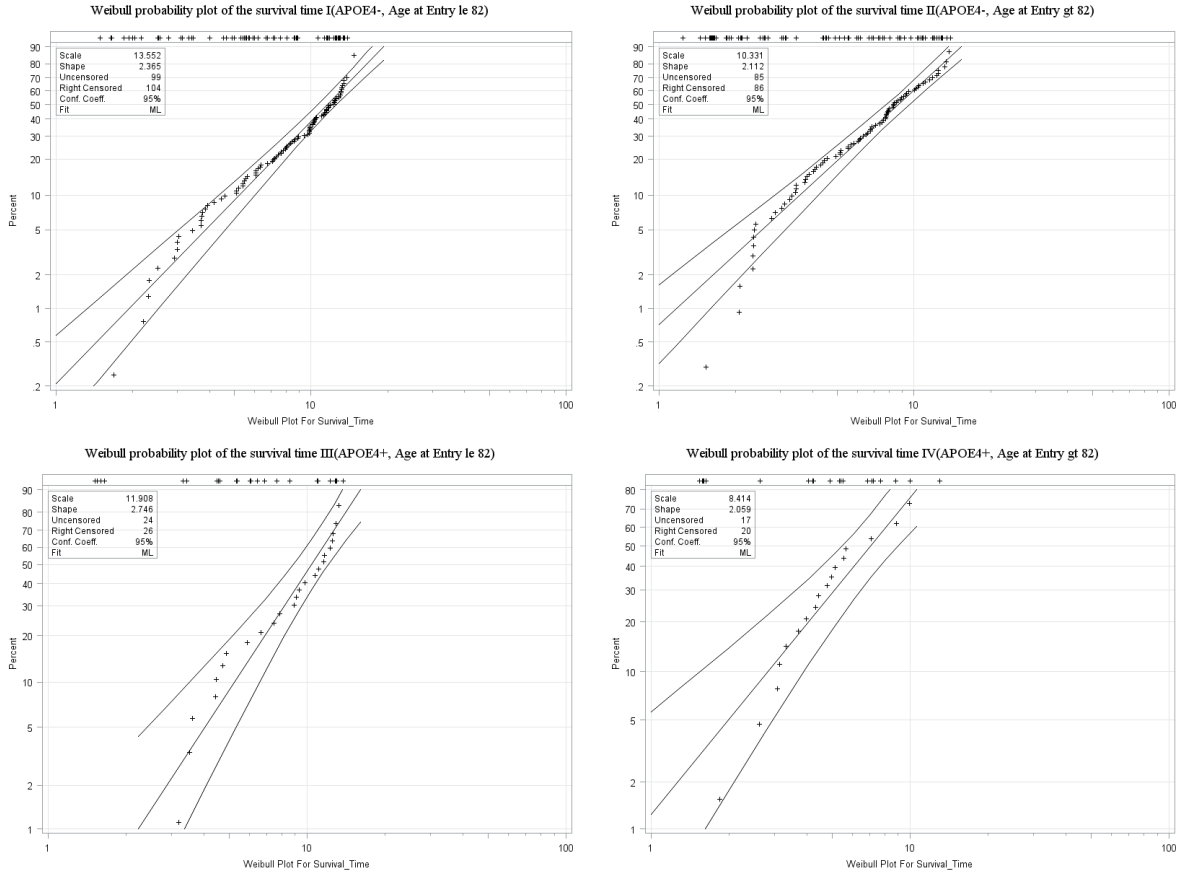 Weibull probability plot of the survival time I(APOE4-, Age at Entry le 82)
Scale 13.552
Shape 2.365
Uncensored 99
Right Censored 104
Conf. Coeff. 95%
Fit ML
90
80
70
60
50
40
30
20
10
5
2
1
.5
.2
Percent
1 10 100
Weibull Plot For Survival_Time
Weibull probability plot of the survival time II(APOE4-, Age at Entry gt 82)
Scale 10.331
Shape 2.112
Uncensored 85
Right Censored 86
Conf. Coeff. 95%
Fit ML
90
80
70
60
50
40
30
20
10
5
2
1
.5
.2
Percent
1 10 100
Weibull Plot For Survival_Time
Weibull probability plot of the survival time III(APOE4+, Age at Entry le 82)
Scale 11.908
Shape 2.746
Uncensored 24
Right Censored 26
Conf. Coeff. 95%
Fit ML
90
80
70
60
50
40
30
20
10
5
2
1
Percent
1 10 100
Weibull Plot For Survival_Time
Weibull probability plot of the survival time IV(APOE4+, Age at Entry gt 82)
Scale 8.414
Shape 2.059
Uncensored 17
Right Censored 20
Conf. Coeff. 95%
Fit ML
80
70
60
50
40
30
20
10
5
2
1
Percent
1 10 100
Weibull Plot For Survival_Time